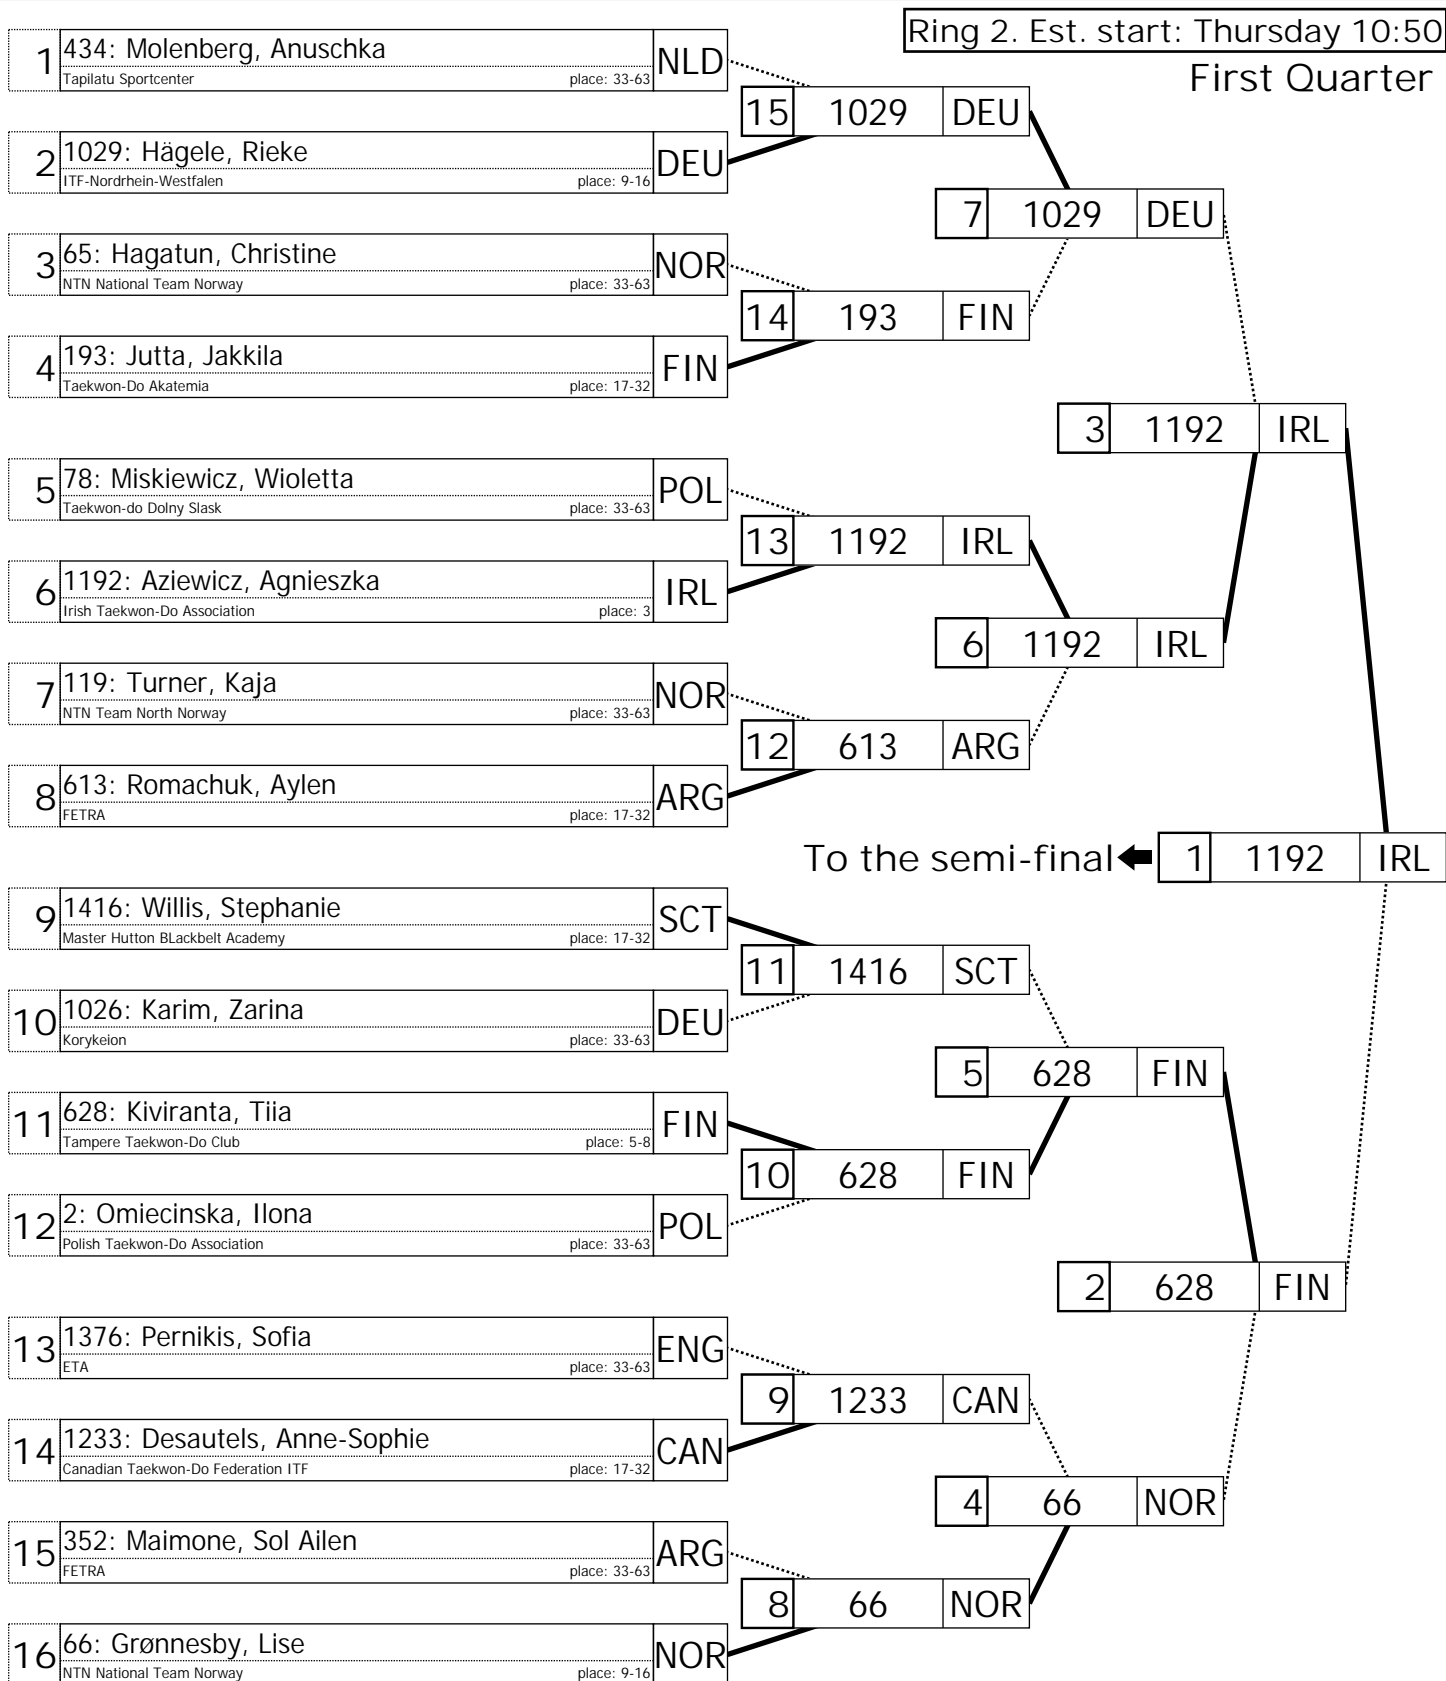 Ring 2. Est. start: Thursday 10:50
First Quarter
1 434: Molenberg, Anuschka NLD
Tapilatu Sportcenter place: 33-63
15 1029 DEU
2 1029: Hägele, Rieke DEU
ITF-Nordrhein-Westfalen place: 9-16
7 1029 DEU
3 65: Hagatun, Christine NOR
NTN National Team Norway place: 33-63
14 193 FIN
4 193: Jutta, Jakkila FIN
Taekwon-Do Akatemia place: 17-32
3 1192 IRL
5 78: Miskiewicz, Wioletta POL
Taekwon-do Dolny Slask place: 33-63
13 1192 IRL
6 1192: Aziewicz, Agnieszka IRL
Irish Taekwon-Do Association place: 3
6 1192 IRL
7 119: Turner, Kaja NOR
NTN Team North Norway place: 33-63
12 613 ARG
8 613: Romachuk, Aylen ARG
FETRA place: 17-32
To the semi-final 1 1192 IRL
9 1416: Willis, Stephanie SCT
Master Hutton BLackbelt Academy place: 17-32
11 1416 SCT
10 1026: Karim, Zarina DEU
Korykeion place: 33-63
5 628 FIN
11 628: Kiviranta, Tiia FIN
Tampere Taekwon-Do Club place: 5-8
10 628 FIN
12 2: Omiecinska, Ilona POL
Polish Taekwon-Do Association place: 33-63
2 628 FIN
13 1376: Pernikis, Sofia ENG
ETA place: 33-63
9 1233 CAN
14 1233: Desautels, Anne-Sophie CAN
Canadian Taekwon-Do Federation ITF place: 17-32
4 66 NOR
15 352: Maimone, Sol Ailen ARG
FETRA place: 33-63
8 66 NOR
16 66: Grønnesby, Lise NOR
NTN National Team Norway place: 9-16